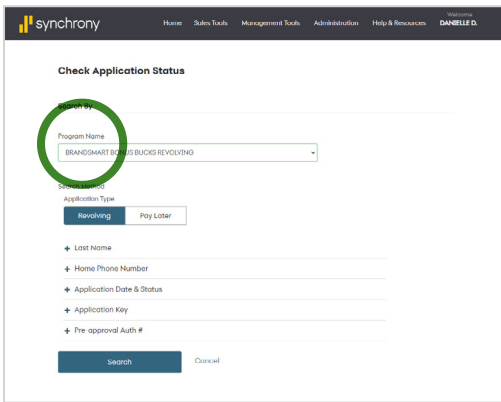 synchrony
Home Sales Tools Management Tools Administration Help & Resources Welcome DANIELLE D.
Check Application Status
Search By
Program Name
BRANDSMART BONUS BUCKS REVOLVING
Search Method
Application Type
Revolving Pay Later
+ Last Name
+ Home Phone Number
+ Application Date & Status
+ Application Key
+ Pre approval Auth #
Search Cancel